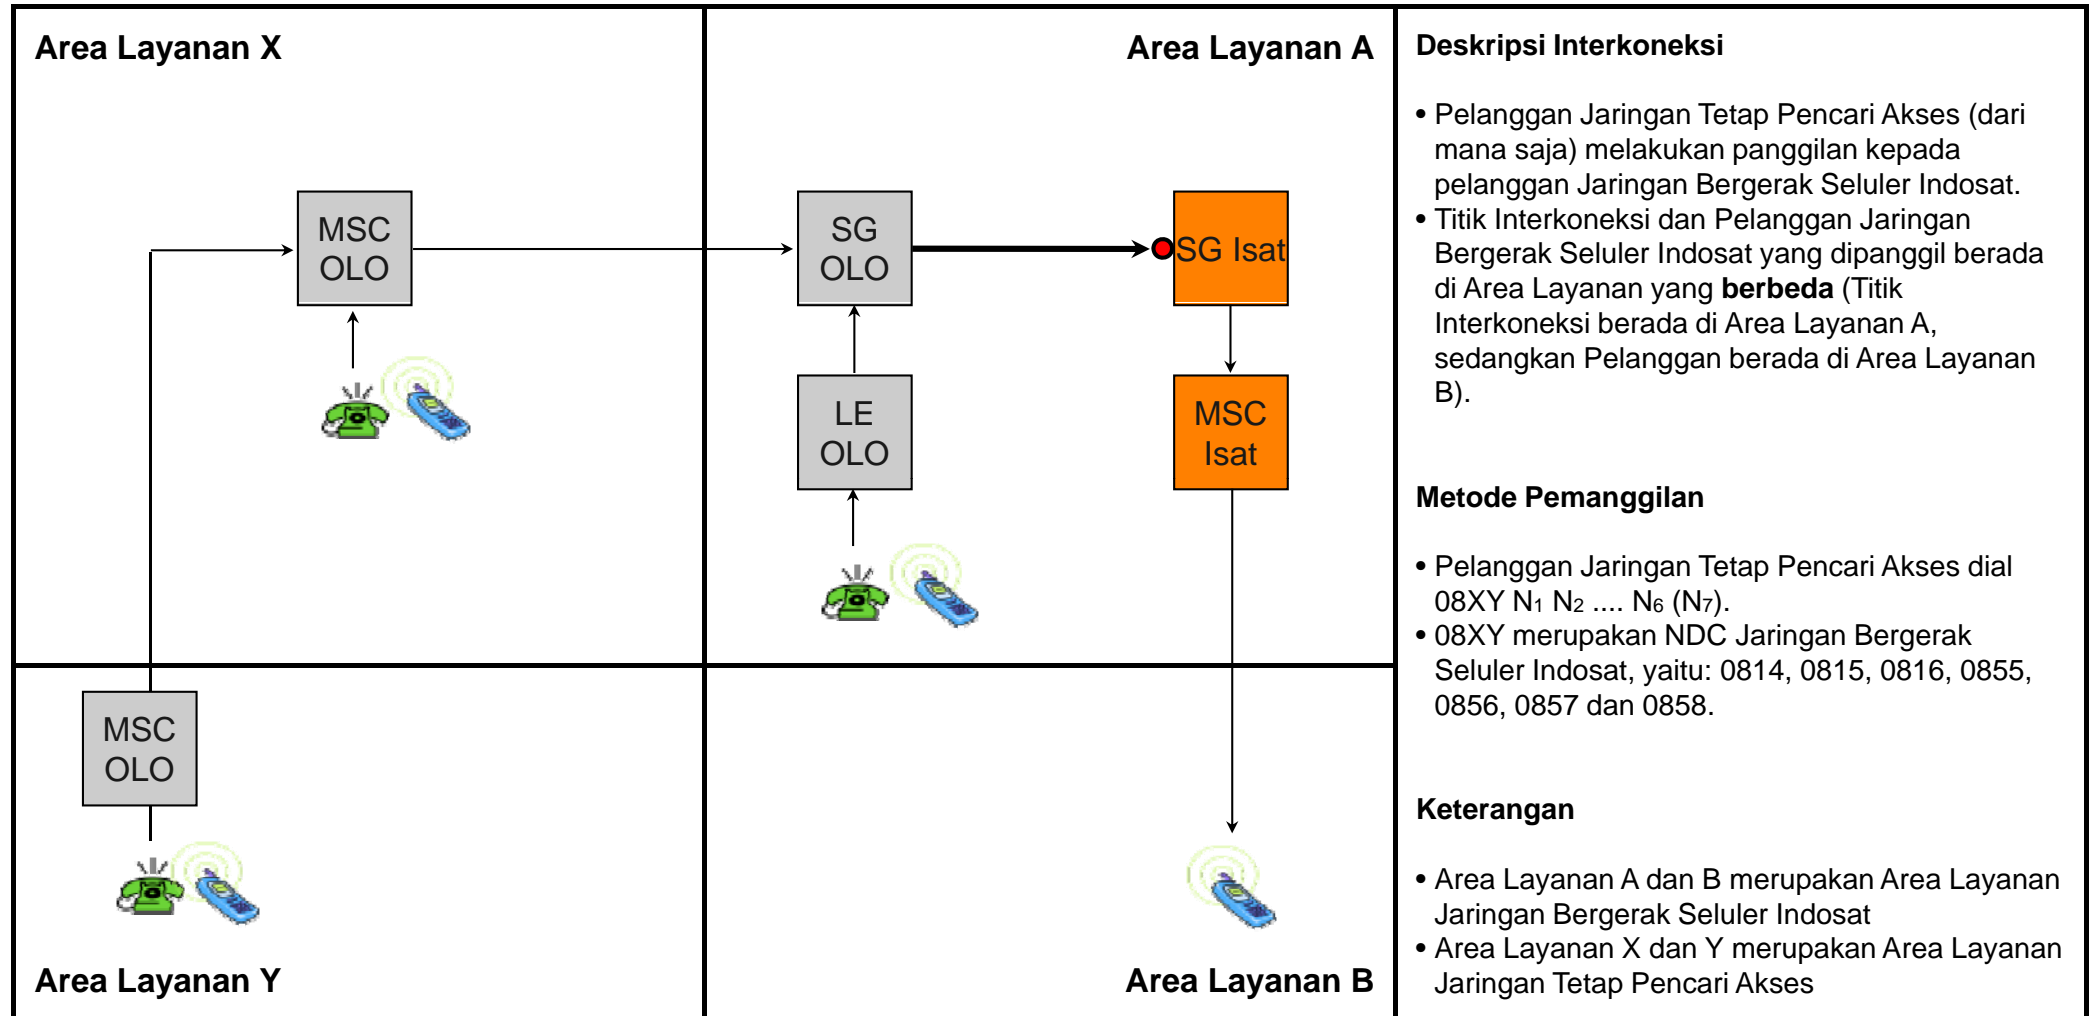 Area Layanan X
Area Layanan A
MSC
OLO
SG
OLO
SG Isat
LE
OLO
MSC
Isat
MSC
OLO
Area Layanan Y
Area Layanan B
Deskripsi Interkoneksi
• Pelanggan Jaringan Tetap Pencari Akses (dari
mana saja) melakukan panggilan kepada
pelanggan Jaringan Bergerak Seluler Indosat.
• Titik Interkoneksi dan Pelanggan Jaringan
Bergerak Seluler Indosat yang dipanggil berada
di Area Layanan yang berbeda (Titik
Interkoneksi berada di Area Layanan A,
sedangkan Pelanggan berada di Area Layanan
B).
Metode Pemanggilan
• Pelanggan Jaringan Tetap Pencari Akses dial
08XY N₁ N₂ .... N₆ (N₇).
• 08XY merupakan NDC Jaringan Bergerak
Seluler Indosat, yaitu: 0814, 0815, 0816, 0855,
0856, 0857 dan 0858.
Keterangan
• Area Layanan A dan B merupakan Area Layanan
Jaringan Bergerak Seluler Indosat
• Area Layanan X dan Y merupakan Area Layanan
Jaringan Tetap Pencari Akses